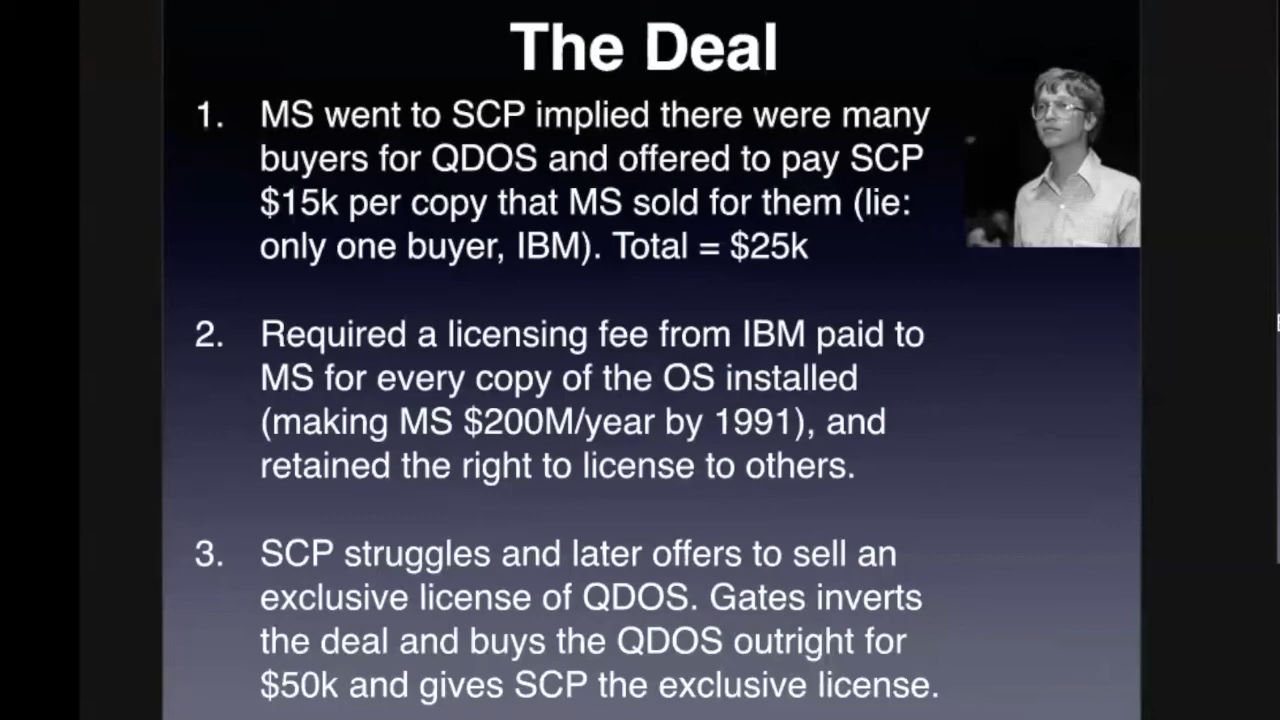 The Deal
1. MS went to SCP implied there were many
buyers for QDOS and offered to pay SCP
$15k per copy that MS sold for them (lie:
only one buyer, IBM). Total = $25k
2. Required a licensing fee from IBM paid to
MS for every copy of the OS installed
(making MS $200M/year by 1991), and
retained the right to license to others.
3. SCP struggles and later offers to sell an
exclusive license of QDOS. Gates inverts
the deal and buys the QDOS outright for
$50k and gives SCP the exclusive license.